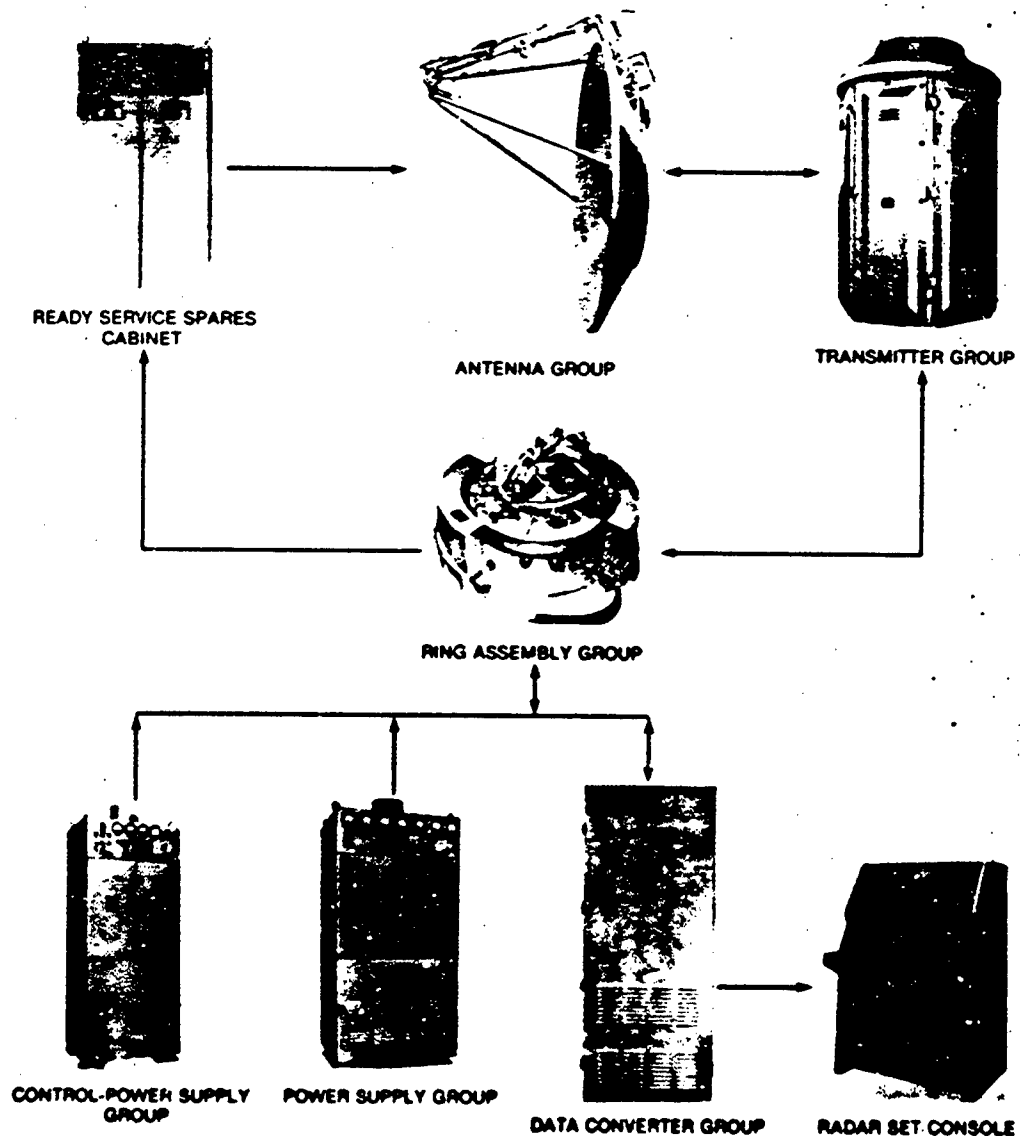 READY SERVICE SPARES
CABINET
ANTENNA GROUP
TRANSMITTER GROUP
RING ASSEMBLY GROUP
CONTROL-POWER SUPPLY
GROUP
POWER SUPPLY GROUP
DATA CONVERTER GROUP
RADAR SET CONSOLE